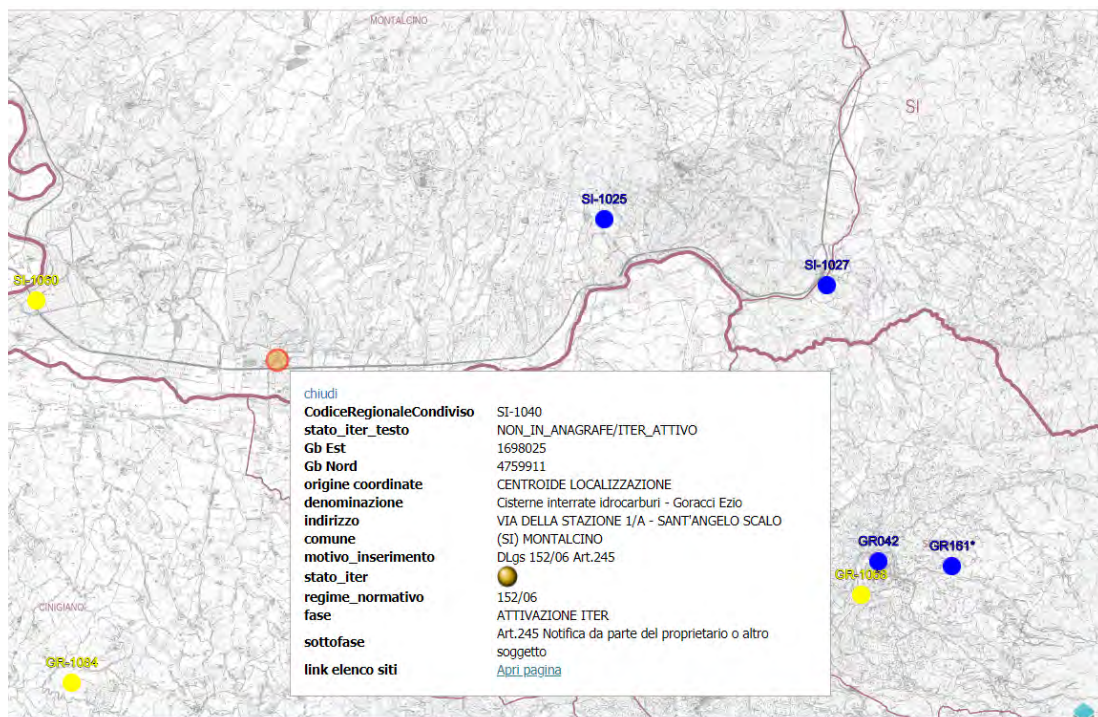 MONTALCINO
SI
SI-1025
SI-1027
SI-1060
chiudi
CodiceRegionaleCondiviso SI-1040
stato_iter_testo NON_IN_ANAGRAFE/ITER_ATTIVO
Gb Est 1698025
Gb Nord 4759911
origine coordinate CENTROIDE LOCALIZZAZIONE
denominazione Cisterne interrate idrocarburi - Goracci Ezio
indirizzo VIA DELLA STAZIONE 1/A - SANT'ANGELO SCALO
comune (SI) MONTALCINO
motivo_inserimento DLgs 152/06 Art.245
stato_iter
regime_normativo 152/06
fase ATTIVAZIONE ITER
sottofase Art.245 Notifica da parte del proprietario o altro
soggetto
link elenco siti Apri pagina
GR042
GR161*
CINIGIANO
GR-1084